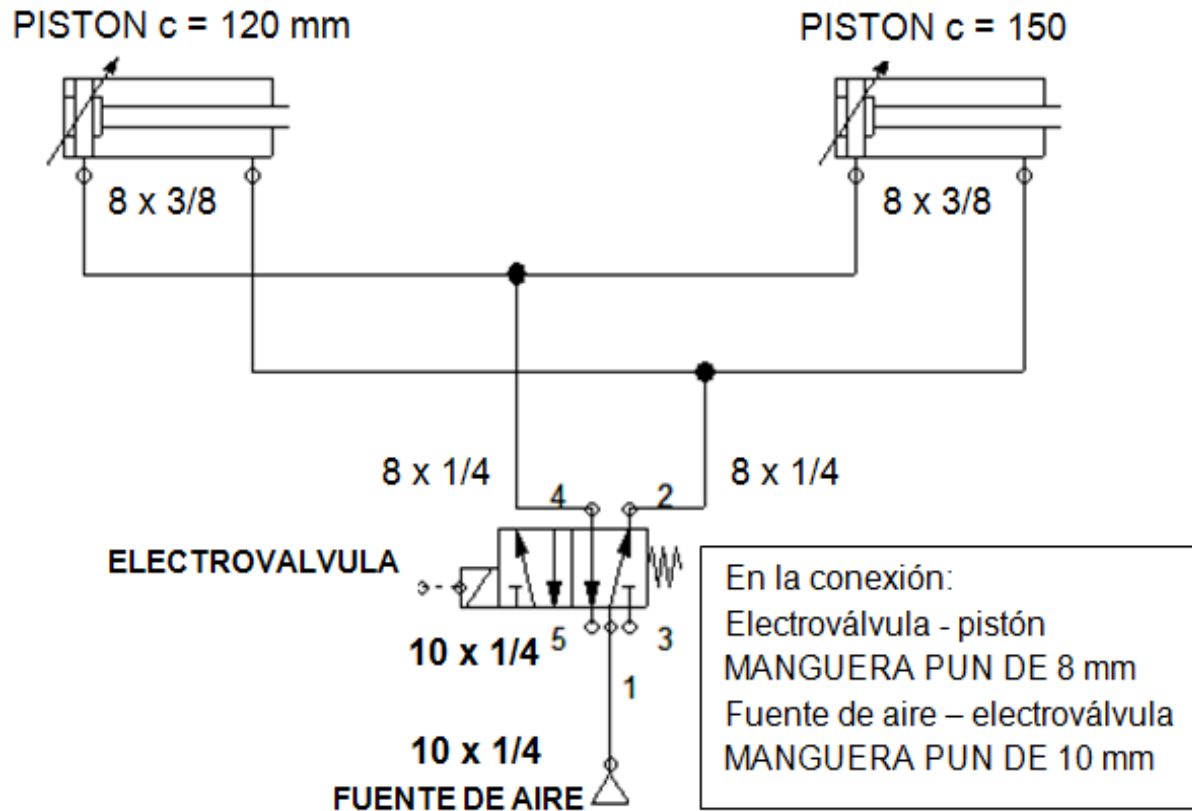 PISTON c = 120 mm
PISTON c = 150
8 x 3/8
8 x 3/8
8 x 1/4
8 x 1/4
4
2
ELECTROVALVULA
10 x 1/4
5
3
1
10 x 1/4
FUENTE DE AIRE
En la conexión:
Electroválvula - pistón
MANGUERA PUN DE 8 mm
Fuente de aire – electroválvula
MANGUERA PUN DE 10 mm